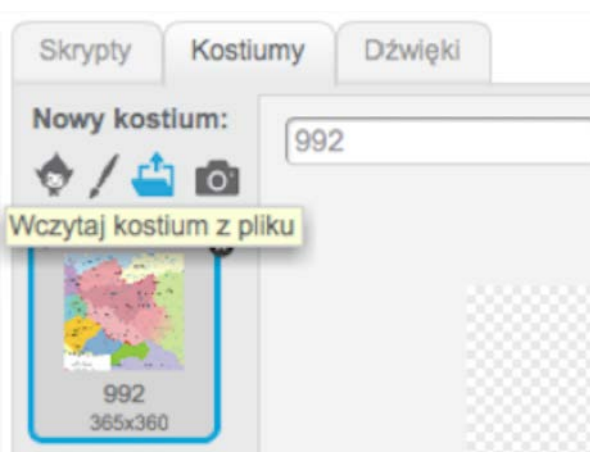 Skrypty Kostiumy Dźwięki
Nowy kostium:
992
Wczytaj kostium z pliku
992
365x360